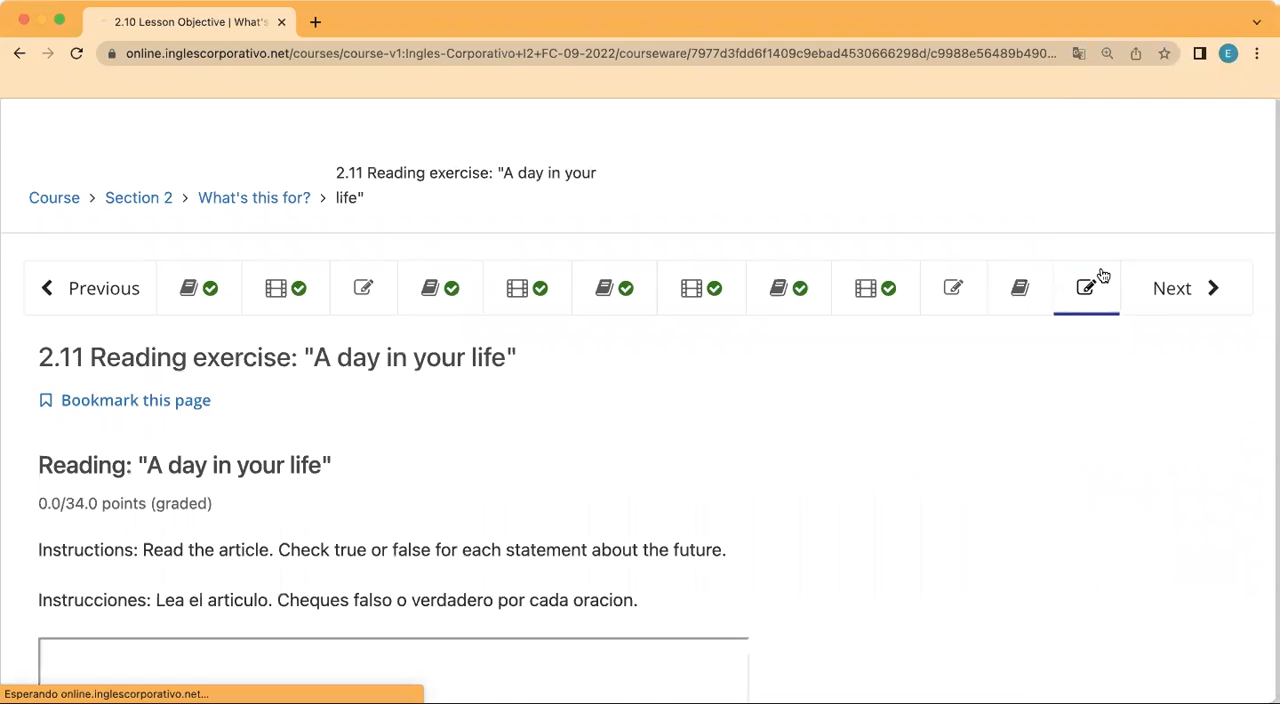 2.10 Lesson Objective | What's
online.inglescorporativo.net/courses/course-v1:Ingles-Corporativo+I2+FC-09-2022/courseware/7977d3fdd6f1409c9ebad4530666298d/c9988e56489b490...
E
2.11 Reading exercise: "A day in your
Course > Section 2 > What's this for? > life"
Previous
Next
2.11 Reading exercise: "A day in your life"
Bookmark this page
Reading: "A day in your life"
0.0/34.0 points (graded)
Instructions: Read the article. Check true or false for each statement about the future.
Instrucciones: Lea el articulo. Cheques falso o verdadero por cada oracion.
Esperando online.inglescorporativo.net...